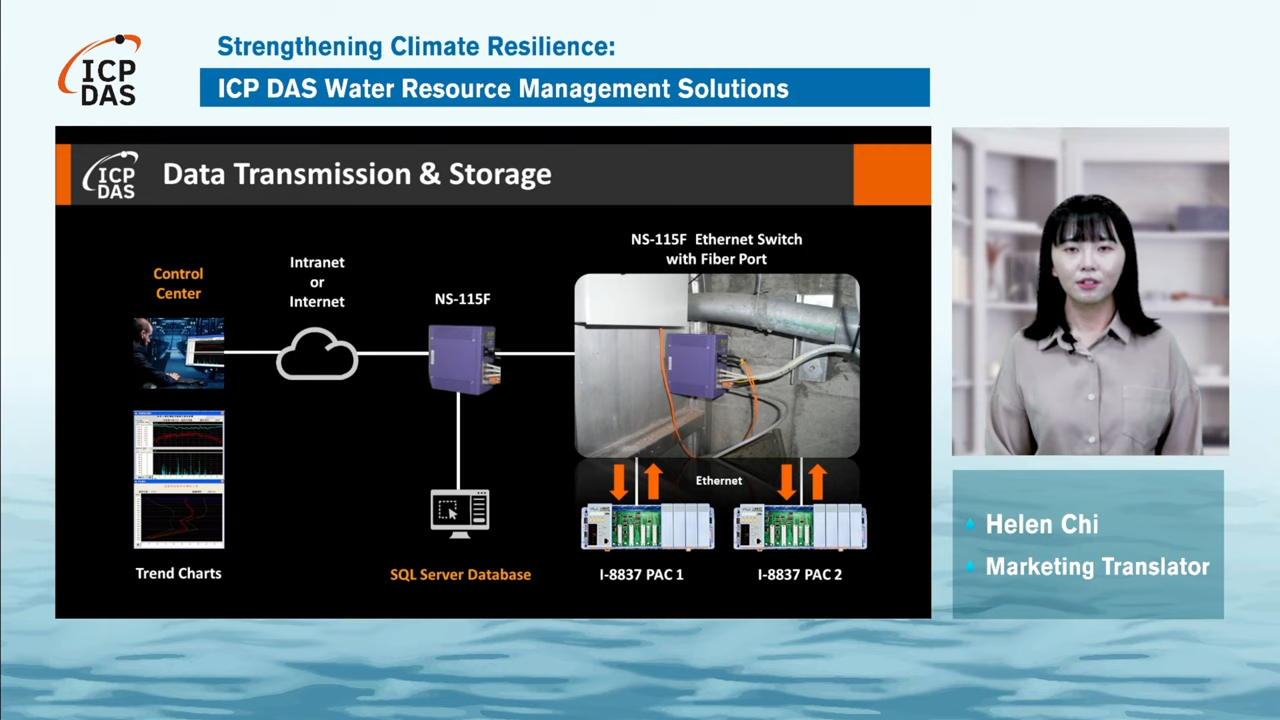 ICP
DAS
Strengthening Climate Resilience:
ICP DAS Water Resource Management Solutions
ICP
DAS
Data Transmission & Storage
NS-115F Ethernet Switch
with Fiber Port
Intranet
or
Internet
Control
Center
NS-115F
Ethernet
Trend Charts
SQL Server Database
I-8837 PAC 1
I-8837 PAC 2
Helen Chi
Marketing Translator